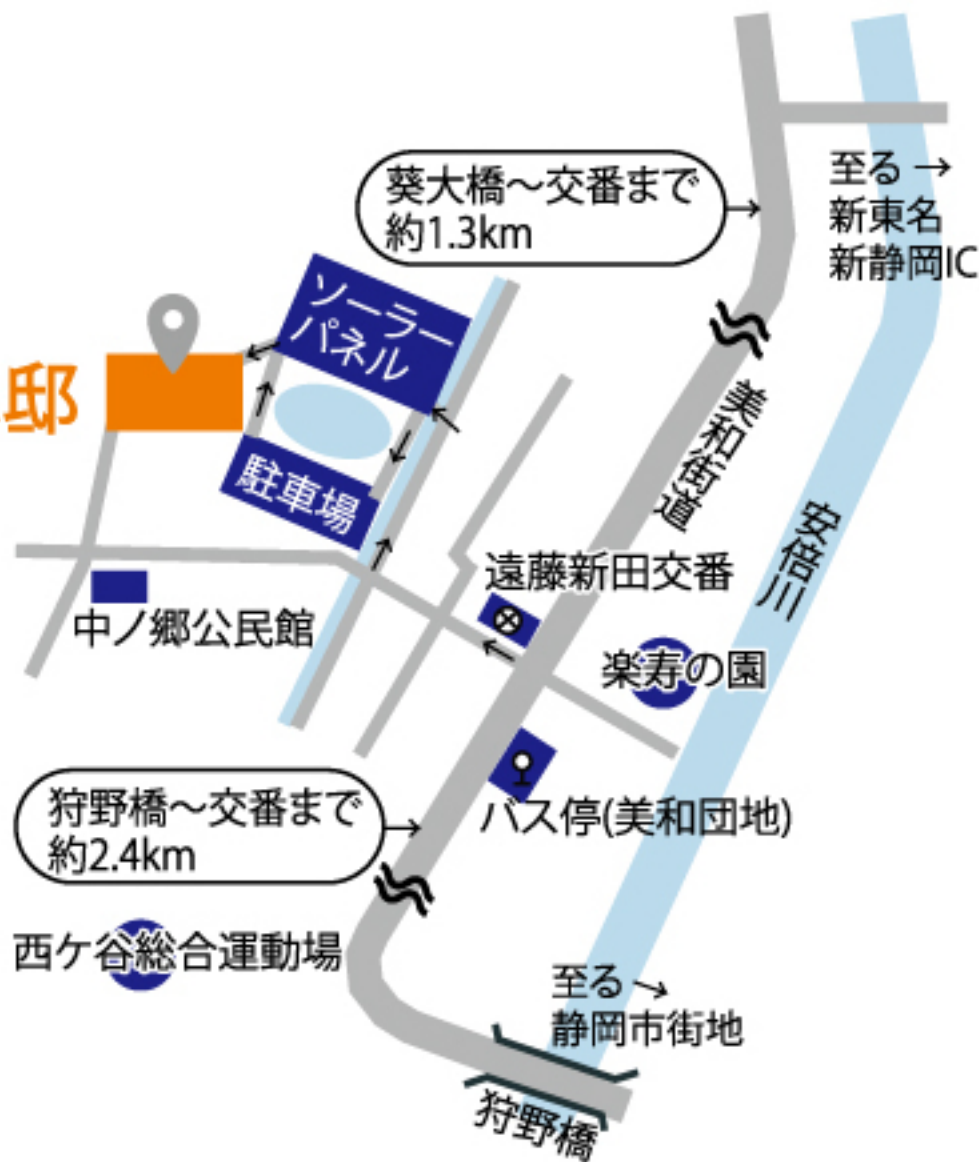 葵大橋~交番まで
約1.3km
至る →
新東名
新静岡IC
ソーラー
パネル
邸
美和街道
駐車場
安倍川
遠藤新田交番
中ノ郷公民館
楽寿の園
狩野橋~交番まで
約2.4km
バス停(美和団地)
西ケ谷総合運動場
至る →
静岡市街地
狩野橋